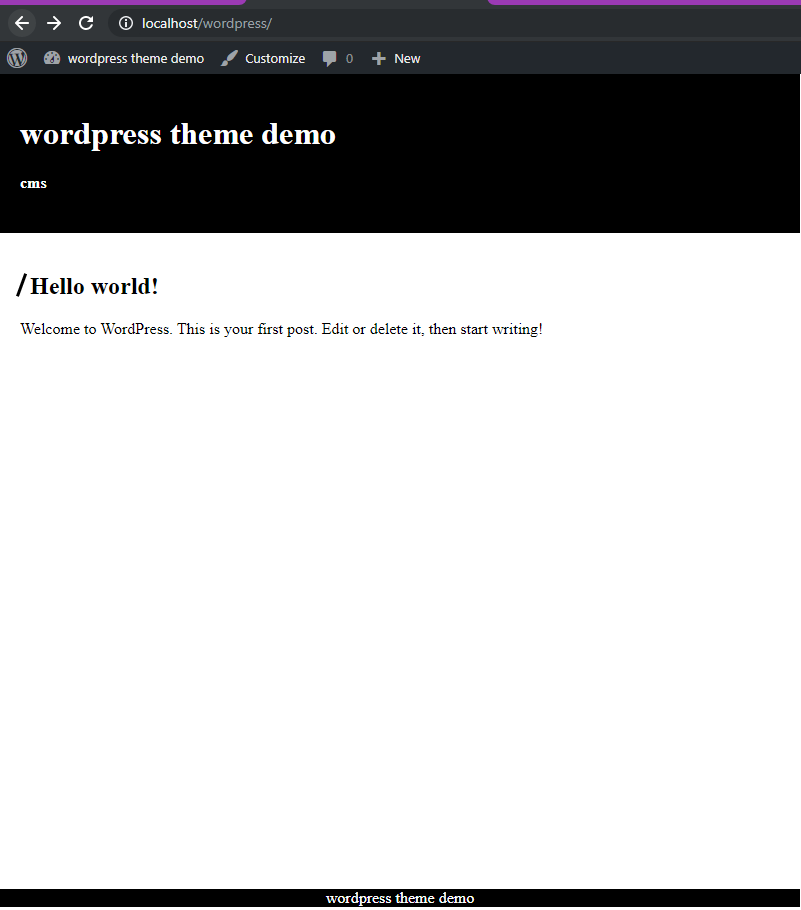 localhost/wordpress/
wordpress theme demo Customize 0 New
wordpress theme demo
cms
/Hello world!
Welcome to WordPress. This is your first post. Edit or delete it, then start writing!
wordpress theme demo